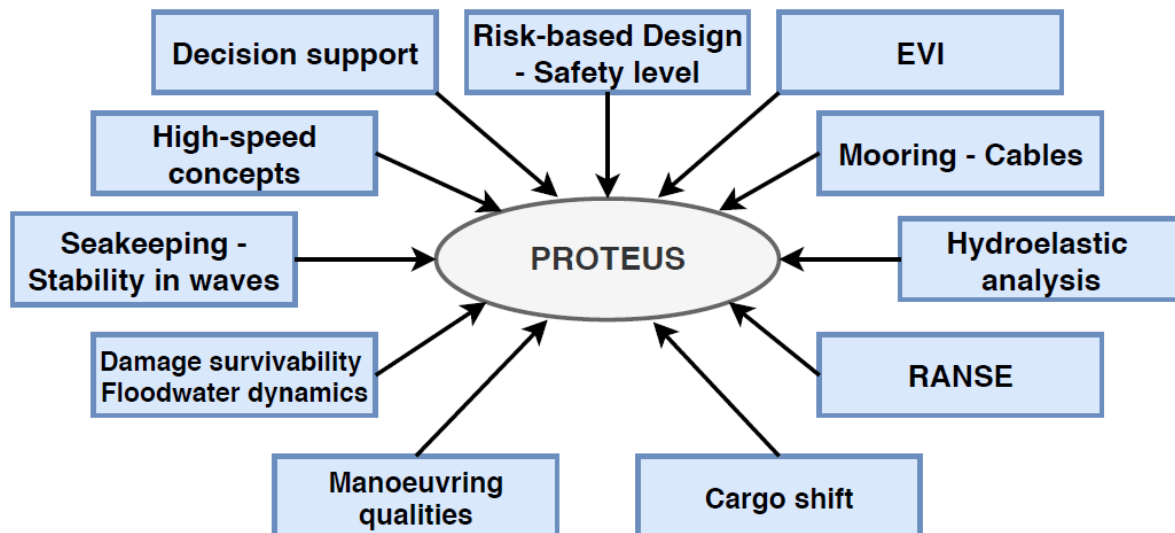 Decision support
Risk-based Design
- Safety level
EVI
High-speed
concepts
Mooring - Cables
Seakeeping -
Stability in waves
PROTEUS
Hydroelastic
analysis
Damage survivability
Floodwater dynamics
RANSE
Manoeuvring
qualities
Cargo shift